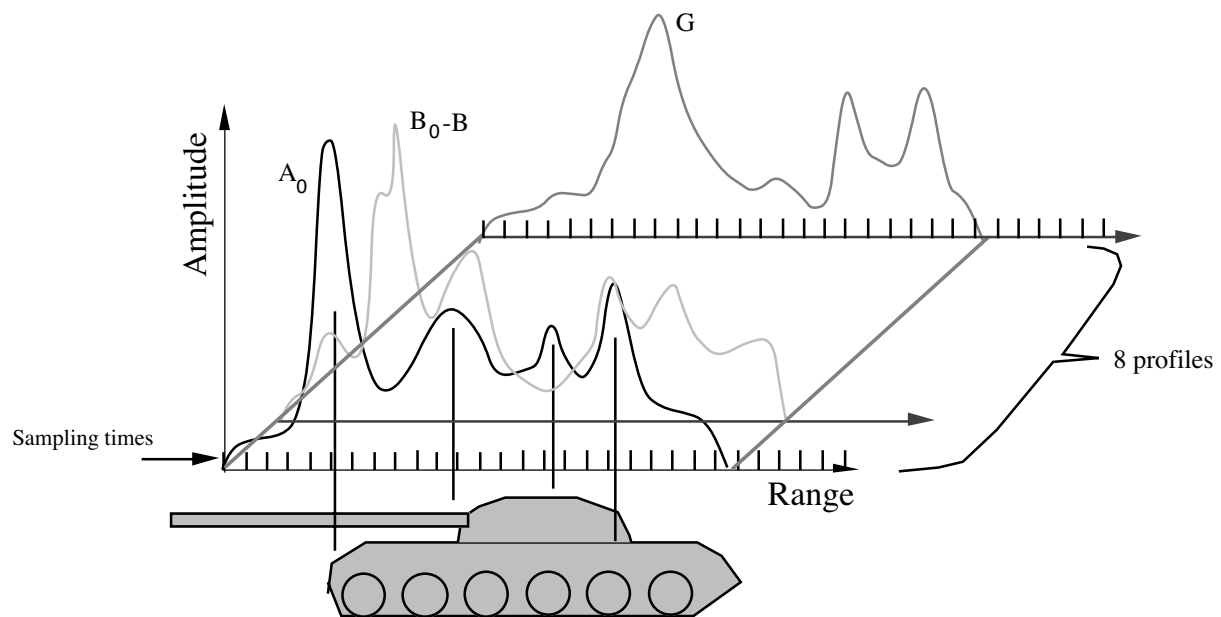 G
B0-B
A0
Amplitude
8 profiles
Sampling times
Range